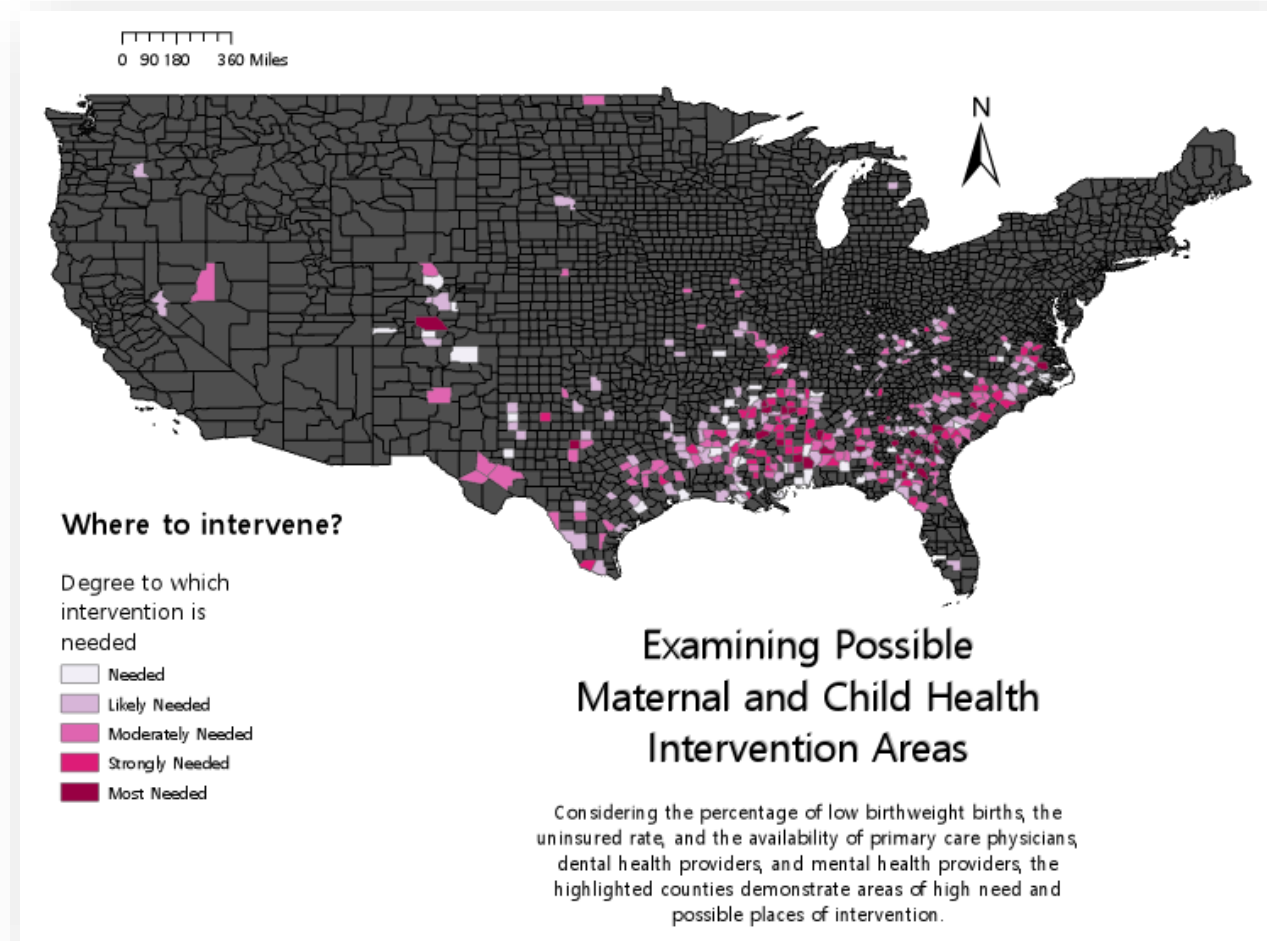 0 90 180 360 Miles
N
Where to intervene?
Degree to which
intervention is
needed
Needed
Likely Needed
Moderately Needed
Strongly Needed
Most Needed
Examining Possible
Maternal and Child Health
Intervention Areas
Considering the percentage of low birthweight births, the
uninsured rate, and the availability of primary care physicians,
dental health providers, and mental health providers, the
highlighted counties demonstrate areas of high need and
possible places of intervention.